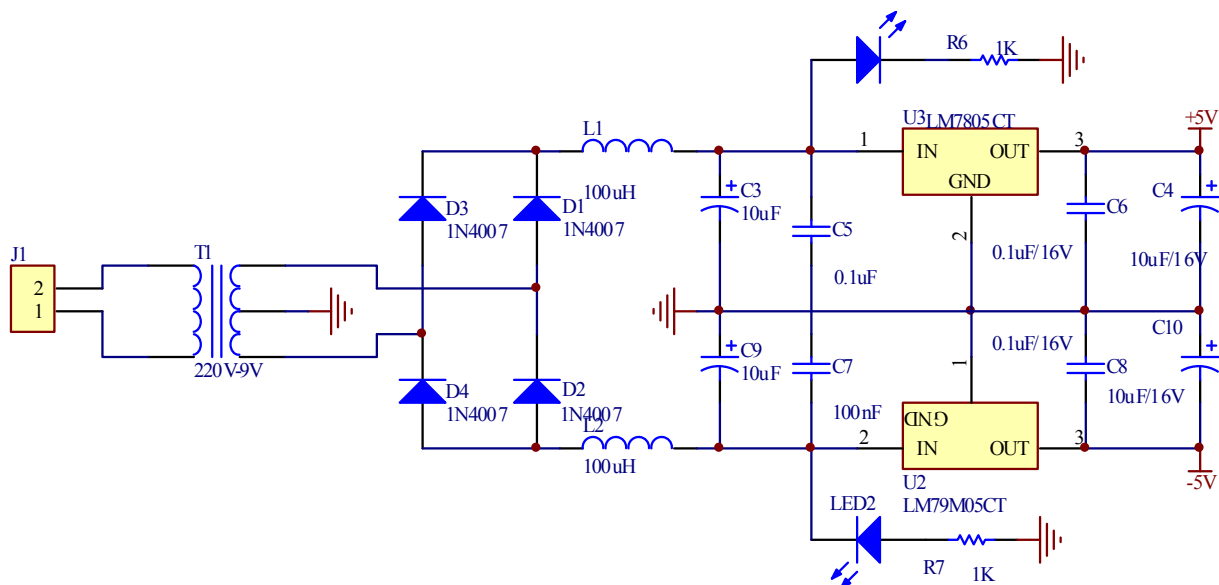 R6
1K
U3
LM7805CT
+5V
L1
1
3
IN
OUT
GND
100uH
C3
10uF
D3
1N4007
D1
1N4007
C5
C6
C4
2
J1
T1
0.1uF/16V
10uF/16V
0.1uF
2
1
C10
0.1uF/16V
C9
10uF
C7
1
C8
220V-9V
D4
1N4007
D2
1N4007
10uF/16V
100nF
GND
L2
2
3
IN
OUT
100uH
U2
-5V
LED2
LM79M05CT
R7
1K